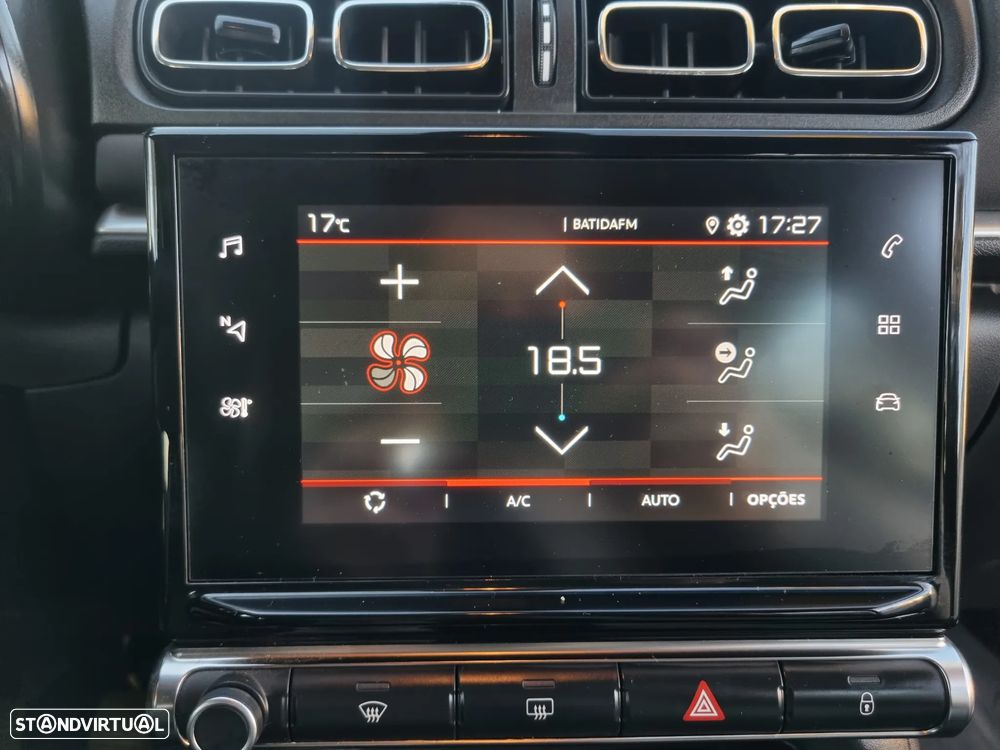 17°C | BATIDAFM 17:27
N
18.5
| A/C | AUTO | OPÇÕES
STANDVIRTUAL